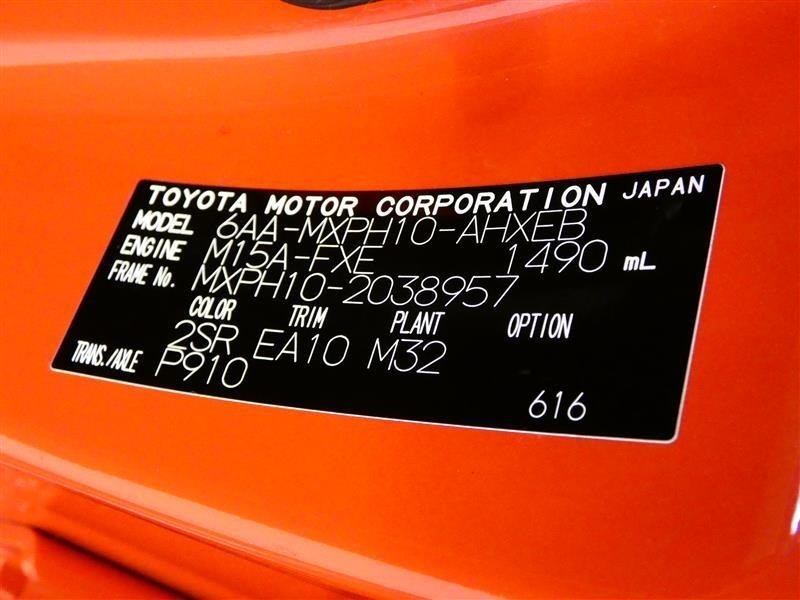 TOYOTA MOTOR CORPORATION JAPAN
MODEL 6AA-MXPH10-AHXEB
ENGINE M15A-FXE 1490 mL
FRAME No. MXPH10-2038957
COLOR TRIM PLANT OPTION
2SR EA10 M32
TRANS./AXLE P910
616